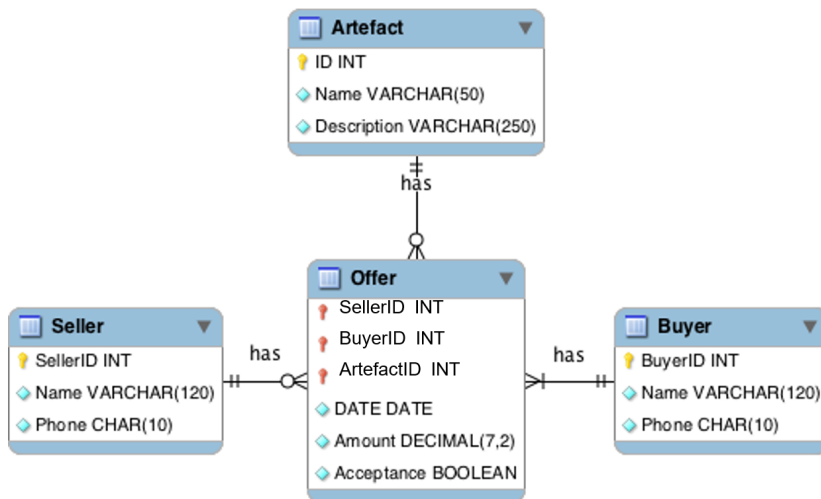 Artefact
ID INT
Name VARCHAR(50)
Description VARCHAR(250)
has
Offer
SellerID INT
BuyerID INT
ArtefactID INT
DATE DATE
Amount DECIMAL(7,2)
Acceptance BOOLEAN
Seller
SellerID INT
Name VARCHAR(120)
Phone CHAR(10)
has
has
Buyer
BuyerID INT
Name VARCHAR(120)
Phone CHAR(10)